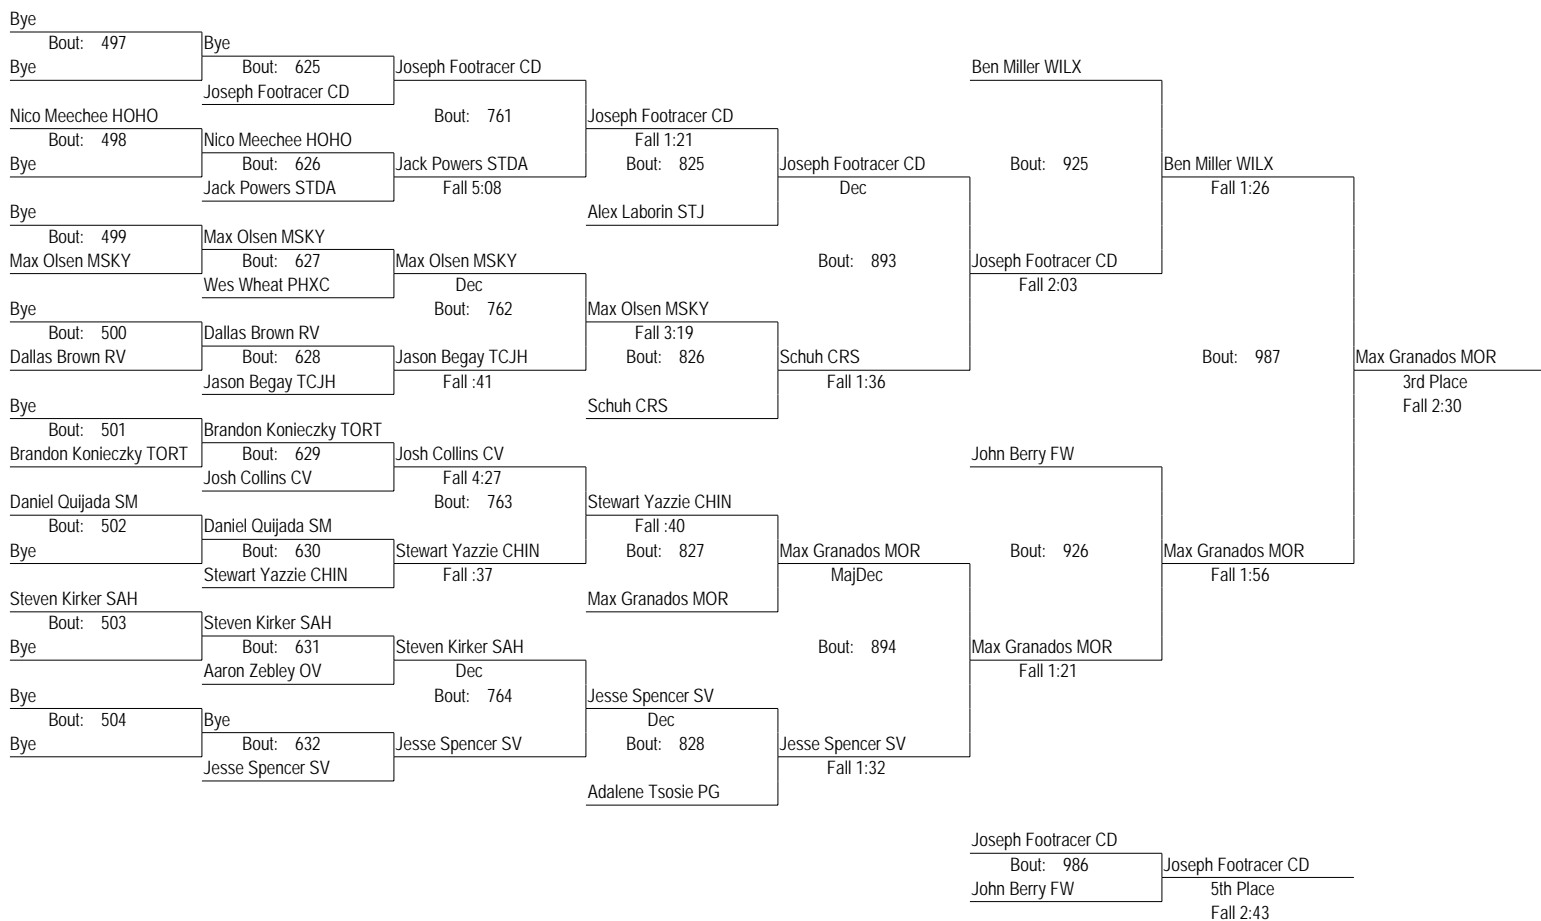 Bye
Bout: 497 Bye
Bye Bout: 625 Joseph Footracer CD Ben Miller WILX
Joseph Footracer CD
Nico Meechee HOHO Bout: 761 Joseph Footracer CD
Bout: 498 Nico Meechee HOHO Fall 1:21
Bye Bout: 626 Jack Powers STDA Bout: 825 Joseph Footracer CD Bout: 925 Ben Miller WILX
Jack Powers STDA Fall 5:08 Dec Fall 1:26
Bye Alex Laborin STJ
Bout: 499 Max Olsen MSKY
Max Olsen MSKY Bout: 627 Max Olsen MSKY Bout: 893 Joseph Footracer CD
Wes Wheat PHXC Dec Fall 2:03
Bye Bout: 762 Max Olsen MSKY
Bout: 500 Dallas Brown RV Fall 3:19
Dallas Brown RV Bout: 628 Jason Begay TCJH Bout: 826 Schuh CRS Bout: 987 Max Granados MOR
Jason Begay TCJH Fall :41 Fall 1:36 3rd Place
Bye Schuh CRS Fall 2:30
Bout: 501 Brandon Konieczky TORT
Brandon Konieczky TORT Bout: 629 Josh Collins CV John Berry FW
Josh Collins CV Fall 4:27
Daniel Quijada SM Bout: 763 Stewart Yazzie CHIN
Bout: 502 Daniel Quijada SM Fall :40
Bye Bout: 630 Stewart Yazzie CHIN Bout: 827 Max Granados MOR Bout: 926 Max Granados MOR
Stewart Yazzie CHIN Fall :37 MajDec Fall 1:56
Steven Kirker SAH Max Granados MOR
Bout: 503 Steven Kirker SAH
Bye Bout: 631 Steven Kirker SAH Bout: 894 Max Granados MOR
Aaron Zebley OV Dec Fall 1:21
Bye Bout: 764 Jesse Spencer SV
Bout: 504 Bye Dec
Bye Bout: 632 Jesse Spencer SV Bout: 828 Jesse Spencer SV
Jesse Spencer SV Fall 1:32
Adalene Tsosie PG
Joseph Footracer CD
Bout: 986 Joseph Footracer CD
John Berry FW 5th Place
Fall 2:43